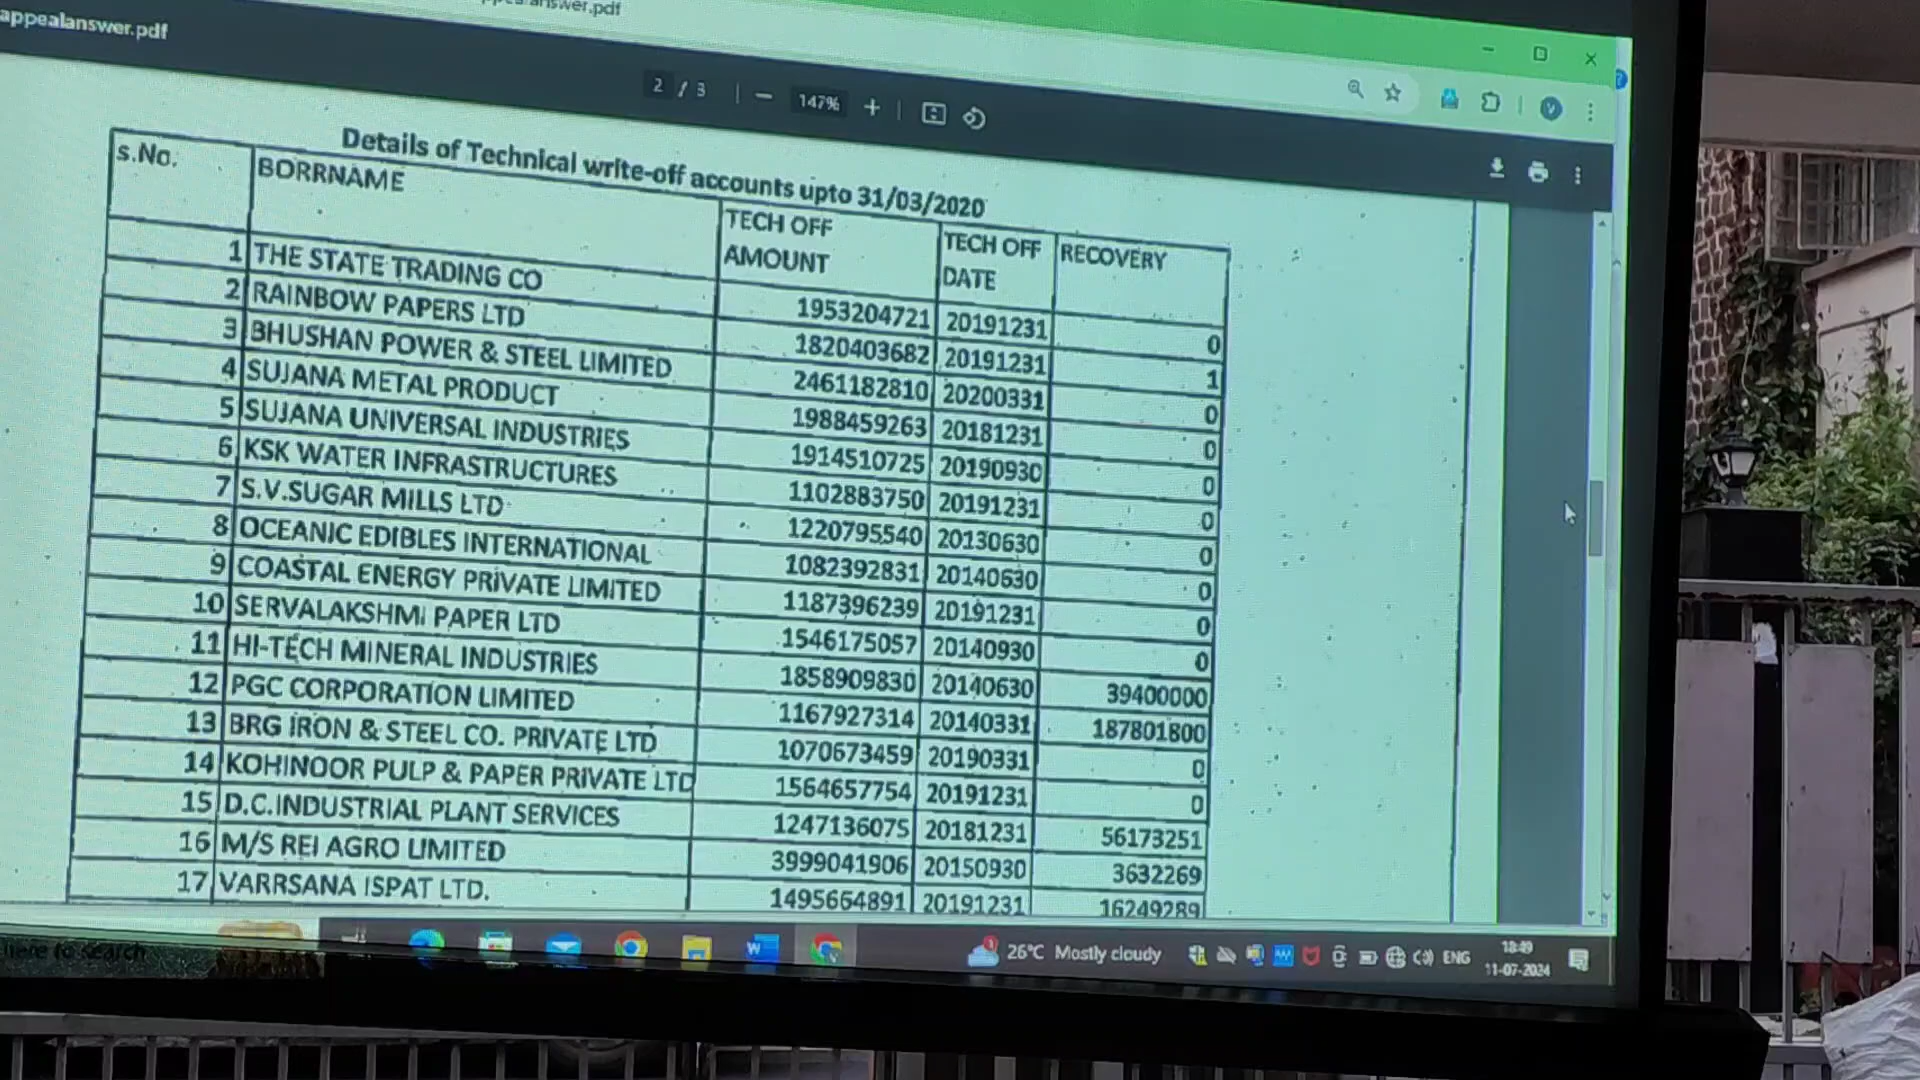 appealanswer.pdf
2 / 3
147%
Details of Technical write-off accounts upto 31/03/2020
s.No. BORRNAME TECH OFF AMOUNT TECH OFF DATE RECOVERY
1 THE STATE TRADING CO 1953204721 20191231 0
2 RAINBOW PAPERS LTD 1820403682 20191231 1
3 BHUSHAN POWER & STEEL LIMITED 2461182810 20200331 0
4 SUJANA METAL PRODUCT 1988459263 20181231 0
5 SUJANA UNIVERSAL INDUSTRIES 1914510725 20190930 0
6 KSK WATER INFRASTRUCTURES 1102883750 20191231 0
7 S.V.SUGAR MILLS LTD 1220795540 20130630 0
8 OCEANIC EDIBLES INTERNATIONAL 1082392831 20140630 0
9 COASTAL ENERGY PRIVATE LIMITED 1187396239 20191231 0
10 SERVALAKSHMI PAPER LTD 1546175057 20140930 0
11 HI-TECH MINERAL INDUSTRIES 1858909830 20140630 39400000
12 PGC CORPORATION LIMITED 1167927314 20140331 187801800
13 BRG IRON & STEEL CO. PRIVATE LTD 1070673459 20190331 0
14 KOHINOOR PULP & PAPER PRIVATE LTD 1564657754 20191231 0
15 D.C.INDUSTRIAL PLANT SERVICES 1247136075 20181231 56173251
16 M/S REI AGRO LIMITED 3999041906 20150930 3632269
17 VARRSANA ISPAT LTD. 1495664891 20191231 16249289
here to search
26°C Mostly cloudy
ENG
18:49
11-07-2024